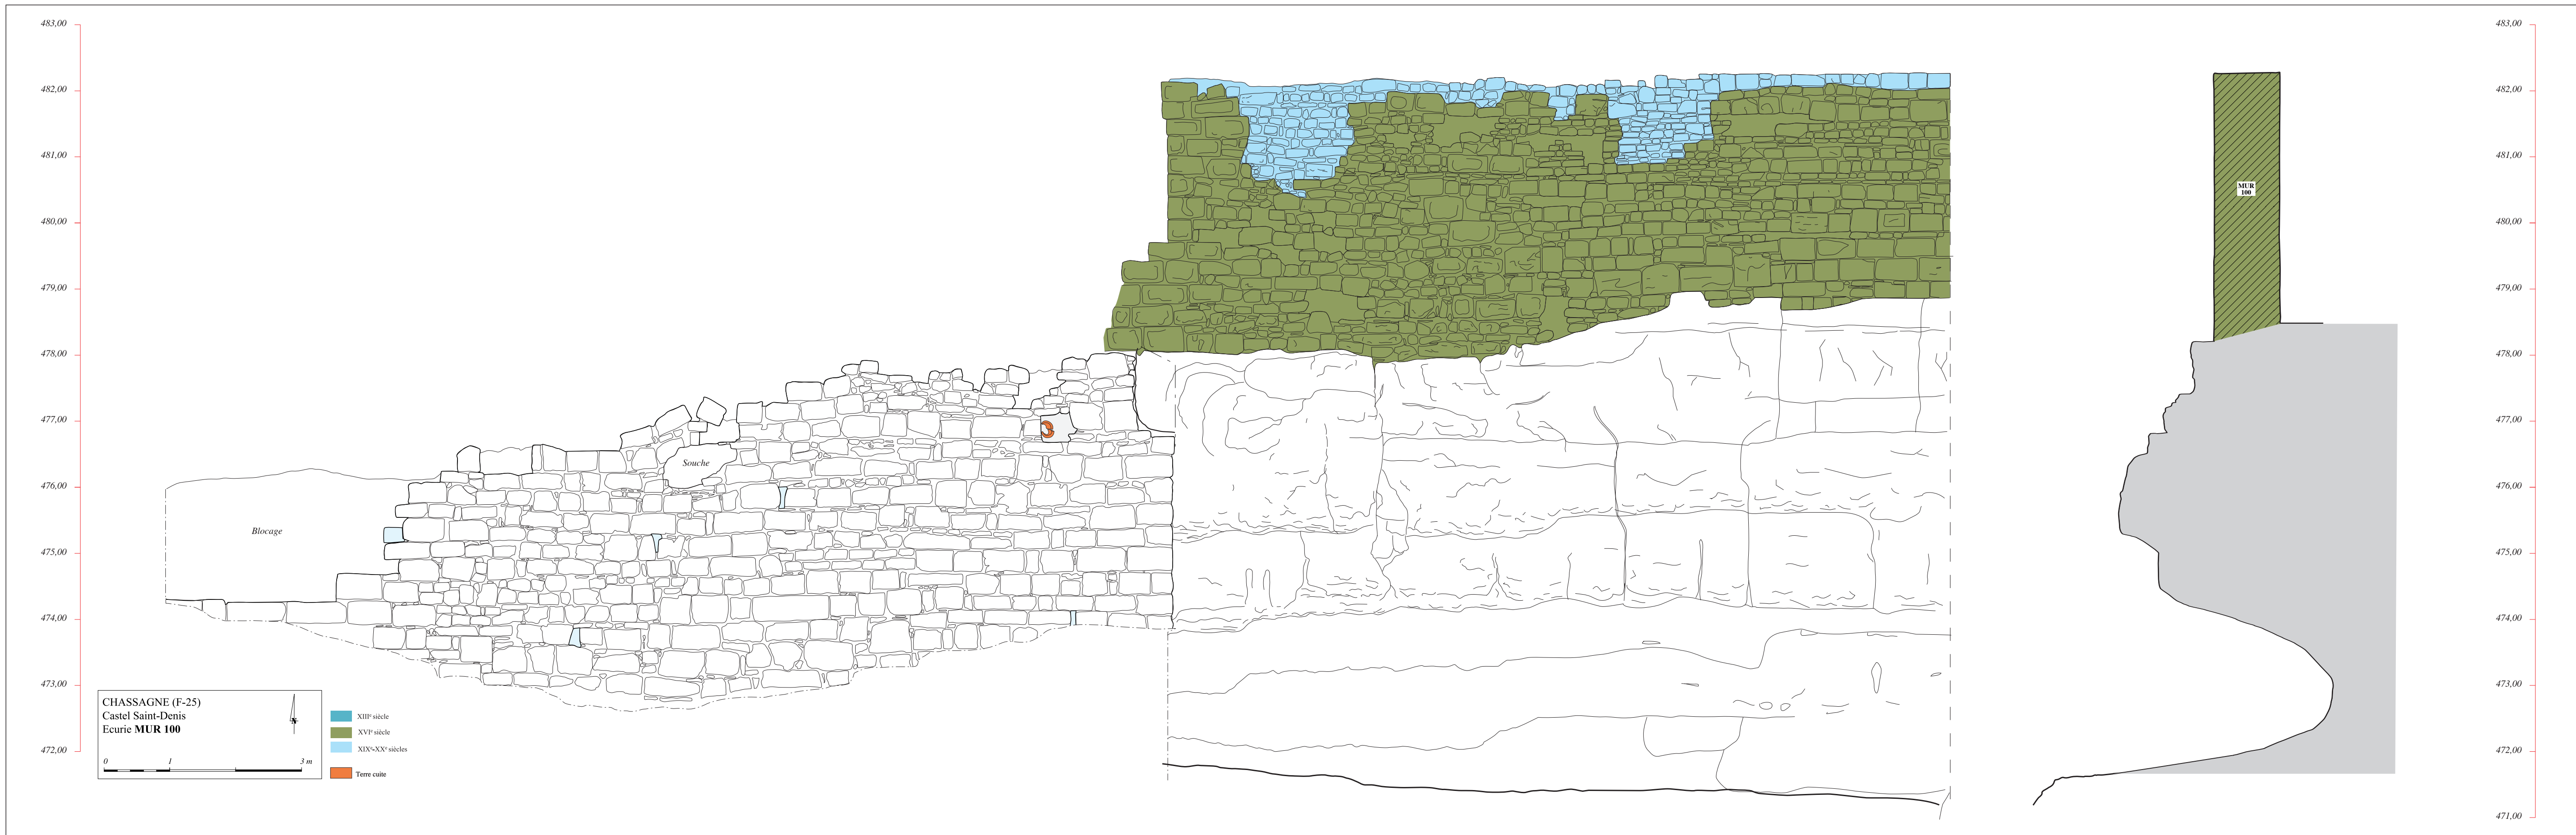 483,00
482,00
481,00
480,00
479,00
478,00
477,00
476,00
475,00
474,00
473,00
472,00
Souche
Blocage
CHASSAGNE (F-25)
Castel Saint-Denis
Ecurie MUR 100
N
0 1 3 m
XIIIe siècle
XVIe siècle
XIXe-XXe siècles
Terre cuite
MUR
100
483,00
482,00
481,00
480,00
479,00
478,00
477,00
476,00
475,00
474,00
473,00
472,00
471,00